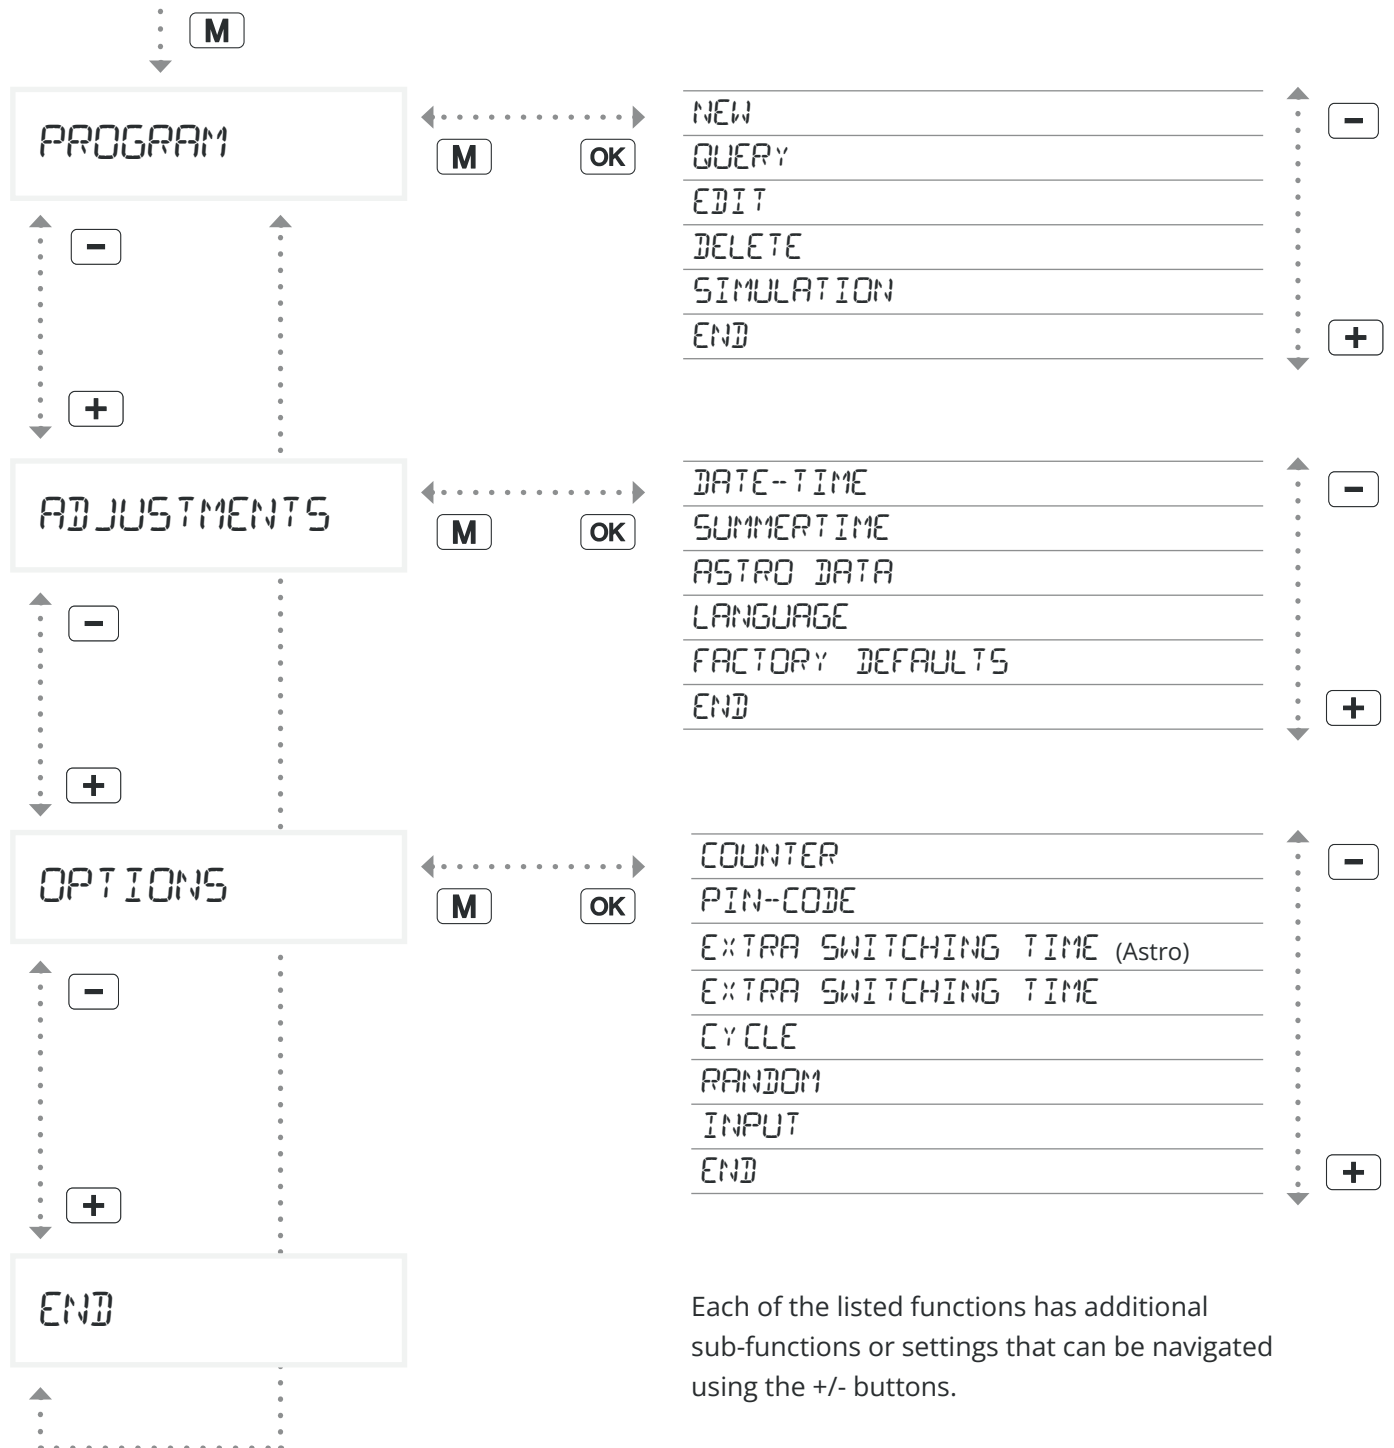 M
PROGRAM
M
OK
NEW
QUERY
EDIT
DELETE
SIMULATION
END
-
+
-
+
ADJUSTMENTS
M
OK
DATE-TIME
SUMMERTIME
ASTRO DATA
LANGUAGE
FACTORY DEFAULTS
END
-
+
-
+
OPTIONS
M
OK
COUNTER
PIN-CODE
EXTRA SWITCHING TIME (Astro)
EXTRA SWITCHING TIME
CYCLE
RANDOM
INPUT
END
-
+
-
+
END
Each of the listed functions has additional
sub-functions or settings that can be navigated
using the +/- buttons.